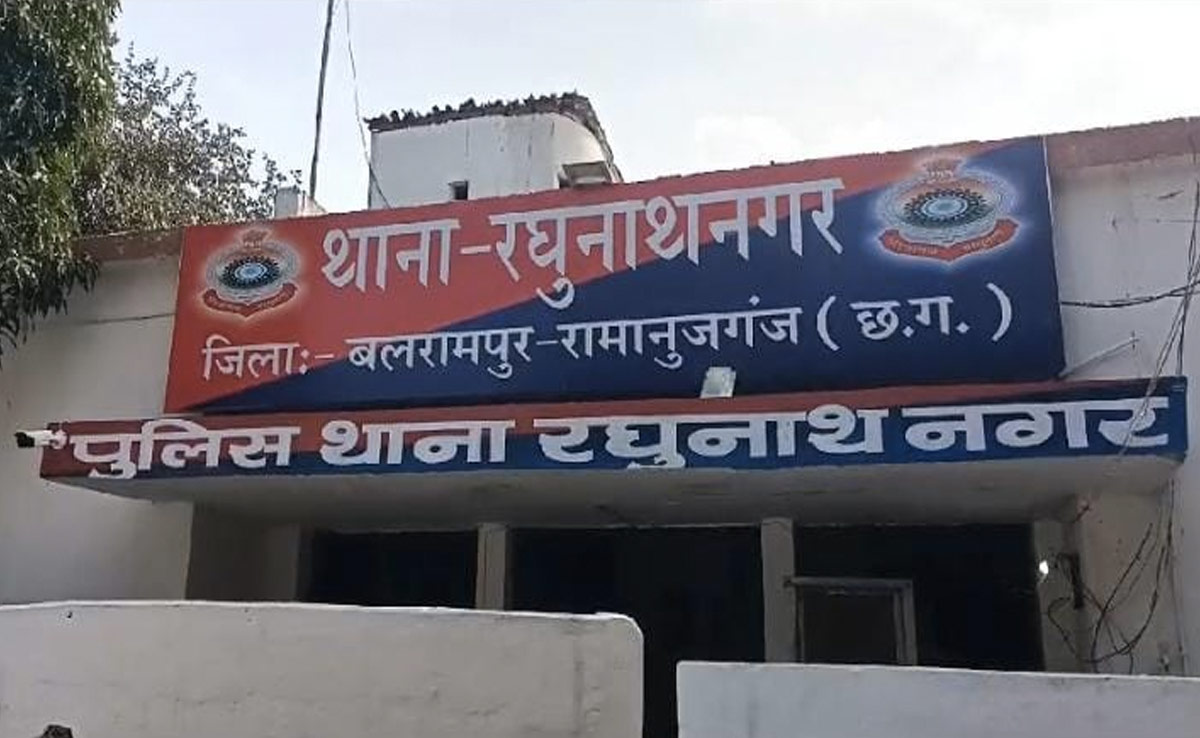 थाना-रघुनाथनगर
जिला:- बलरामपुर-रामानुजगंज ( छ.ग. )
पुलिस थाना रघुनाथ नगर